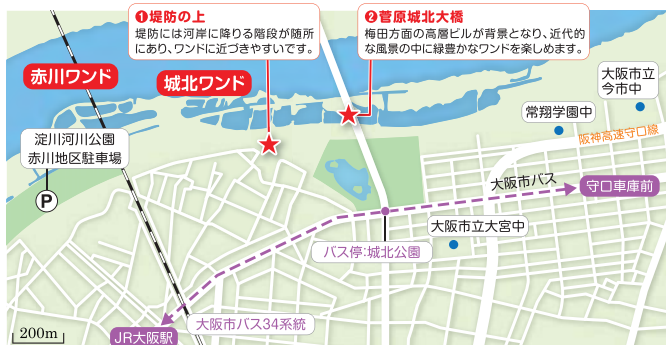 ❶堤防の上
堤防には河岸に降りる階段が随所
にあり、ワンドに近づきやすいです。
❷菅原城北大橋
梅田方面の高層ビルが背景となり、近代的
な風景の中に緑豊かなワンドを楽しめます。
赤川ワンド
城北ワンド
大阪市立
今市中
常翔学園中
阪神高速守口線
淀川河川公園
赤川地区駐車場
P
大阪市バス
守口車庫前
大阪市立大宮中
バス停:城北公園
大阪市バス34系統
JR大阪駅
200m